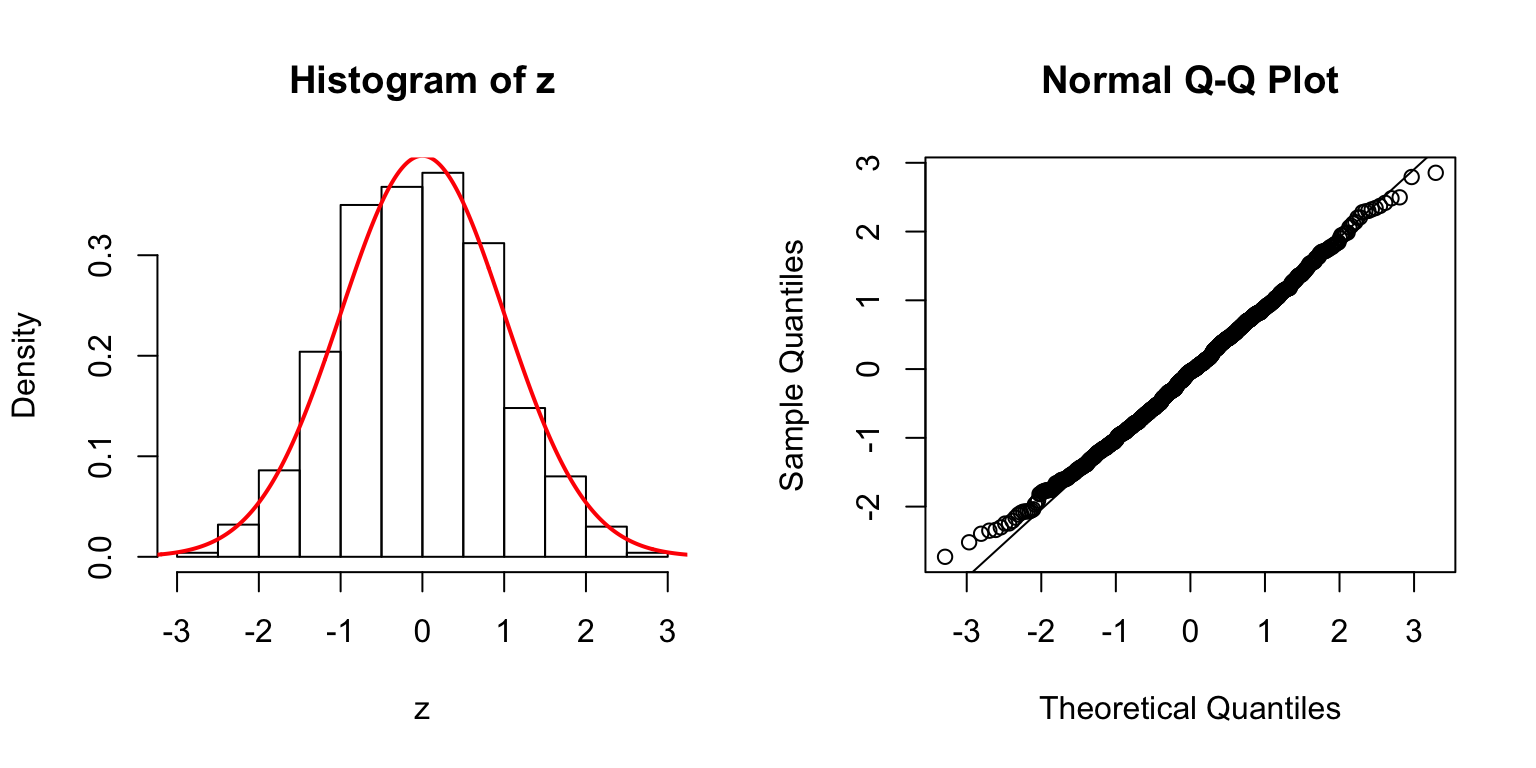 Histogram of z
Density
0.0 0.1 0.2 0.3
-3 -2 -1 0 1 2 3
z
Normal Q-Q Plot
Sample Quantiles
-2 -1 0 1 2 3
-3 -2 -1 0 1 2 3
Theoretical Quantiles